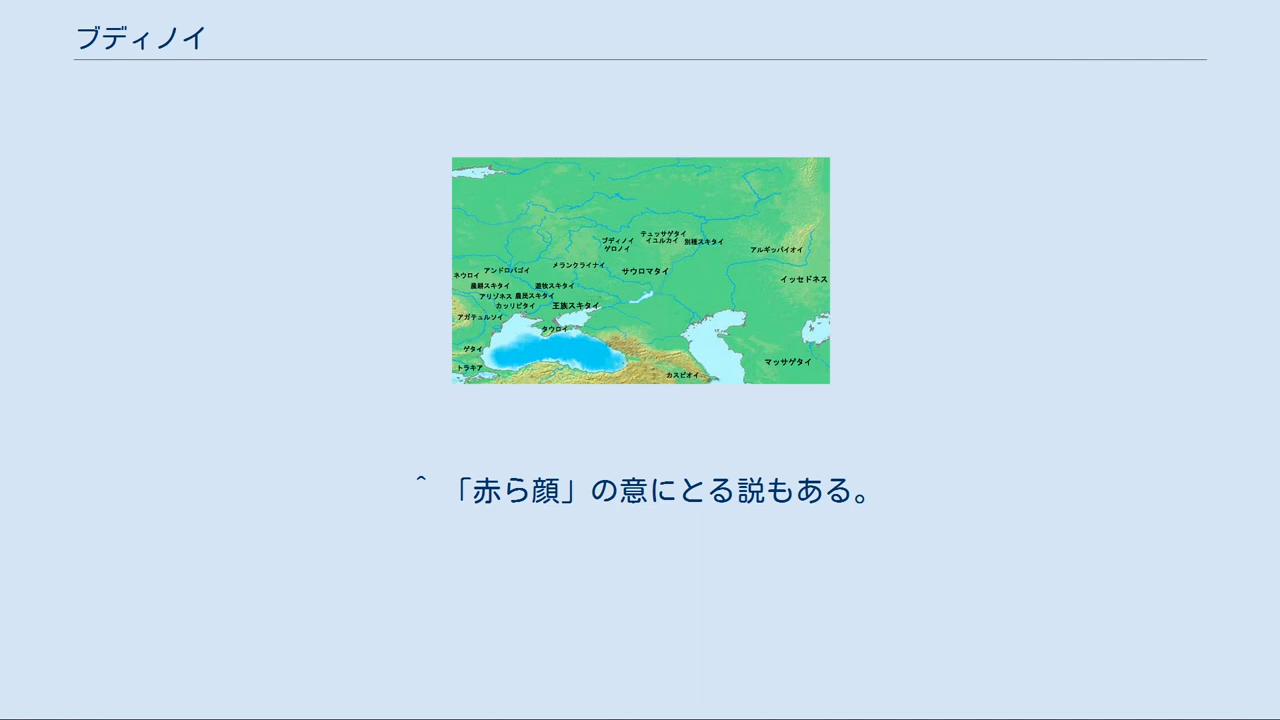 ブディノイ
テュッサゲタイ
ブディノイ イユルカイ 別種スキタイ
ゲロノイ
アルギッパイオイ
メランクライナイ
アンドロパゴイ
サウロマタイ
ネウロイ
イッセドネス
農耕スキタイ 遊牧スキタイ
アリゾネス 農民スキタイ
カッリピダイ 王族スキタイ
アガテュルソイ
タウロイ
ゲタイ
マッサゲタイ
トラキア
カスピオイ
^ 「赤ら顔」の意にとる説もある。